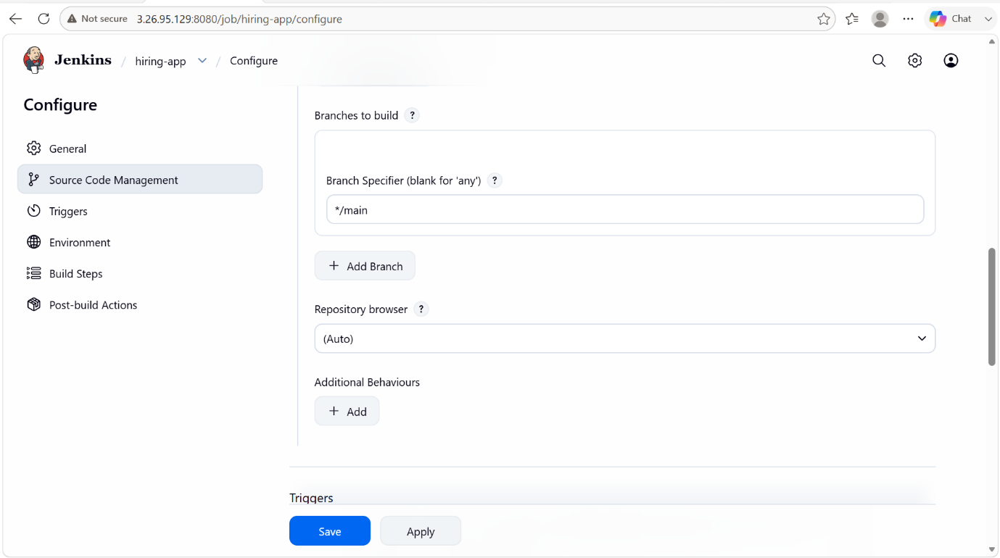 Not secure 3.26.95.129:8080/job/hiring-app/configure Chat
Jenkins / hiring-app / Configure
Configure
General
Source Code Management
Triggers
Environment
Build Steps
Post-build Actions
Branches to build ?
Branch Specifier (blank for 'any') ?
*/main
+ Add Branch
Repository browser ?
(Auto)
Additional Behaviours
+ Add
Triggers
Save Apply